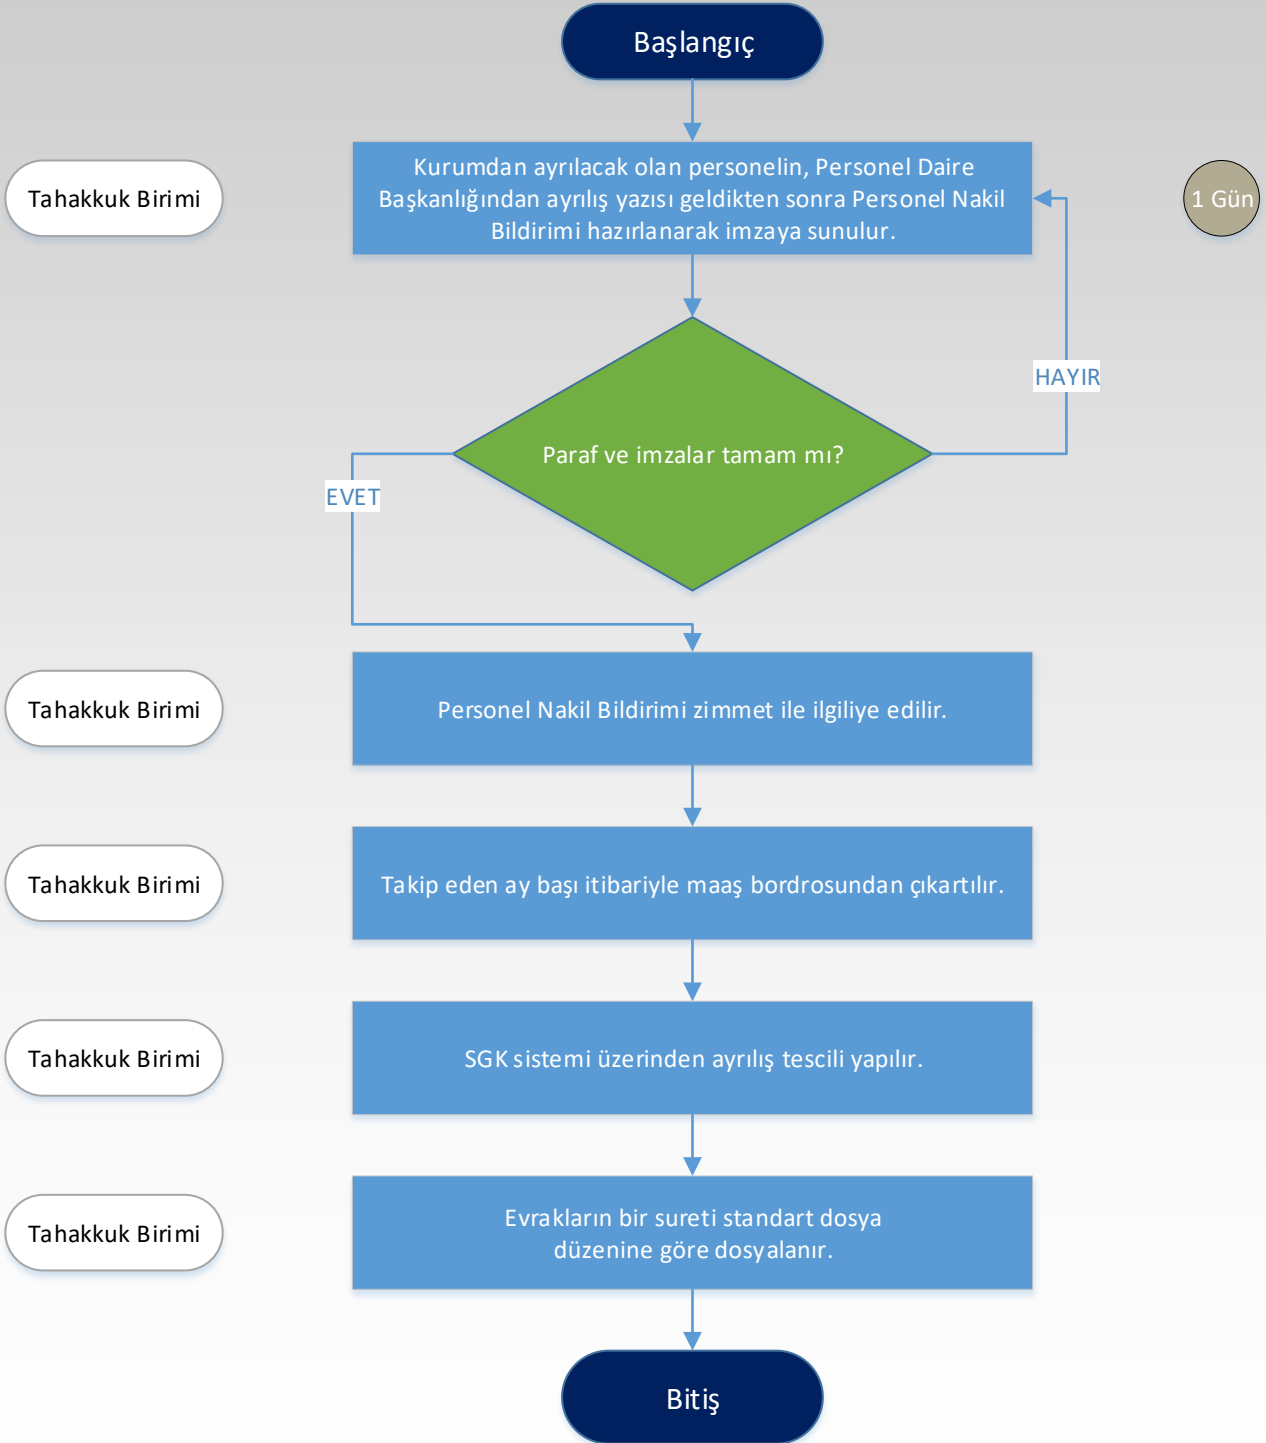 Başlangıç
Tahakkuk Birimi
Kurumdan ayrılacak olan personelin, Personel Daire
Başkanlığından ayrılış yazısı geldikten sonra Personel Nakil
Bildirimi hazırlanarak imzaya sunulur.
1 Gün
HAYIR
Paraf ve imzalar tamam mı?
EVET
Tahakkuk Birimi
Personel Nakil Bildirimi zimmet ile ilgiliye edilir.
Tahakkuk Birimi
Takip eden ay başı itibariyle maaş bordrosundan çıkartılır.
Tahakkuk Birimi
SGK sistemi üzerinden ayrılış tescili yapılır.
Tahakkuk Birimi
Evrakların bir sureti standart dosya
düzenine göre dosyalanır.
Bitiş